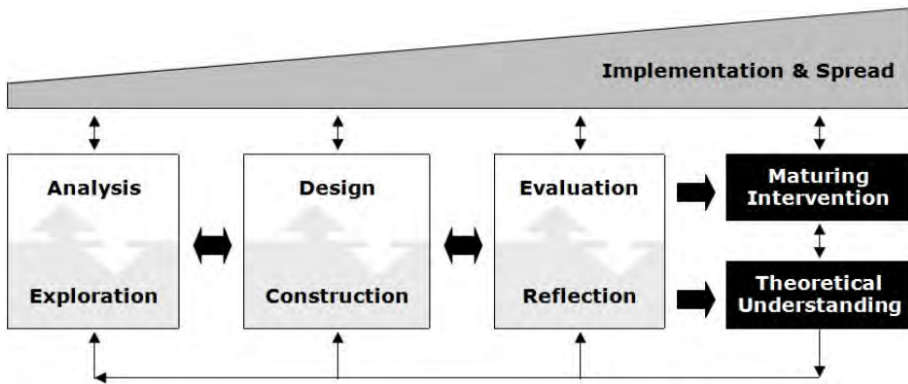 Implementation & Spread
Analysis
Exploration
Design
Construction
Evaluation
Reflection
Maturing
Intervention
Theoretical
Understanding